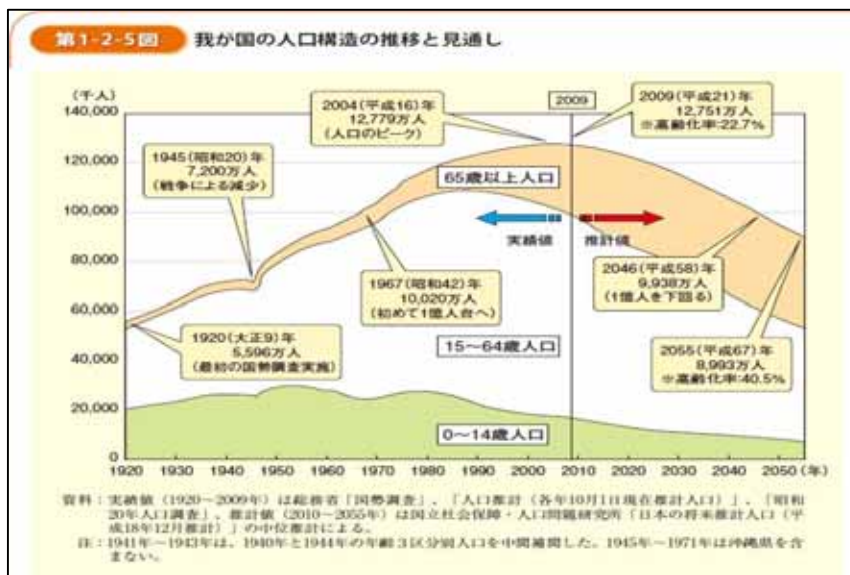 第1-2-5図 我が国の人口構造の推移と見通し
(千人)
140,000
120,000
100,000
80,000
60,000
40,000
20,000
0
2004(平成16)年
12,779万人
(人口のピーク)
2009
2009(平成21)年
12,751万人
※高齢化率:22.7%
1945(昭和20)年
7,200万人
(戦争による減少)
65歳以上人口
実績値
推計値
1967(昭和42)年
10,020万人
(初めて1億人台へ)
2046(平成58)年
9,938万人
(1億人を下回る)
1920(大正9)年
5,596万人
(最初の国勢調査実施)
15~64歳人口
2055(平成67)年
8,993万人
※高齢化率:40.5%
0~14歳人口
1920 1930 1940 1950 1960 1970 1980 1990 2000 2010 2020 2030 2040 2050 (年)
資料:実績値(1920~2009年)は総務省「国勢調査」、「人口推計(各年10月1日現在推計人口)」、「昭和
20年人口調査」、推計値(2010~2055年)は国立社会保障・人口問題研究所「日本の将来推計人口(平
成18年12月推計)」の中位推計による。
注:1941年~1943年は、1940年と1944年の年齢3区分別人口を中間補間した。1945年~1971年は沖縄県を含
まない。